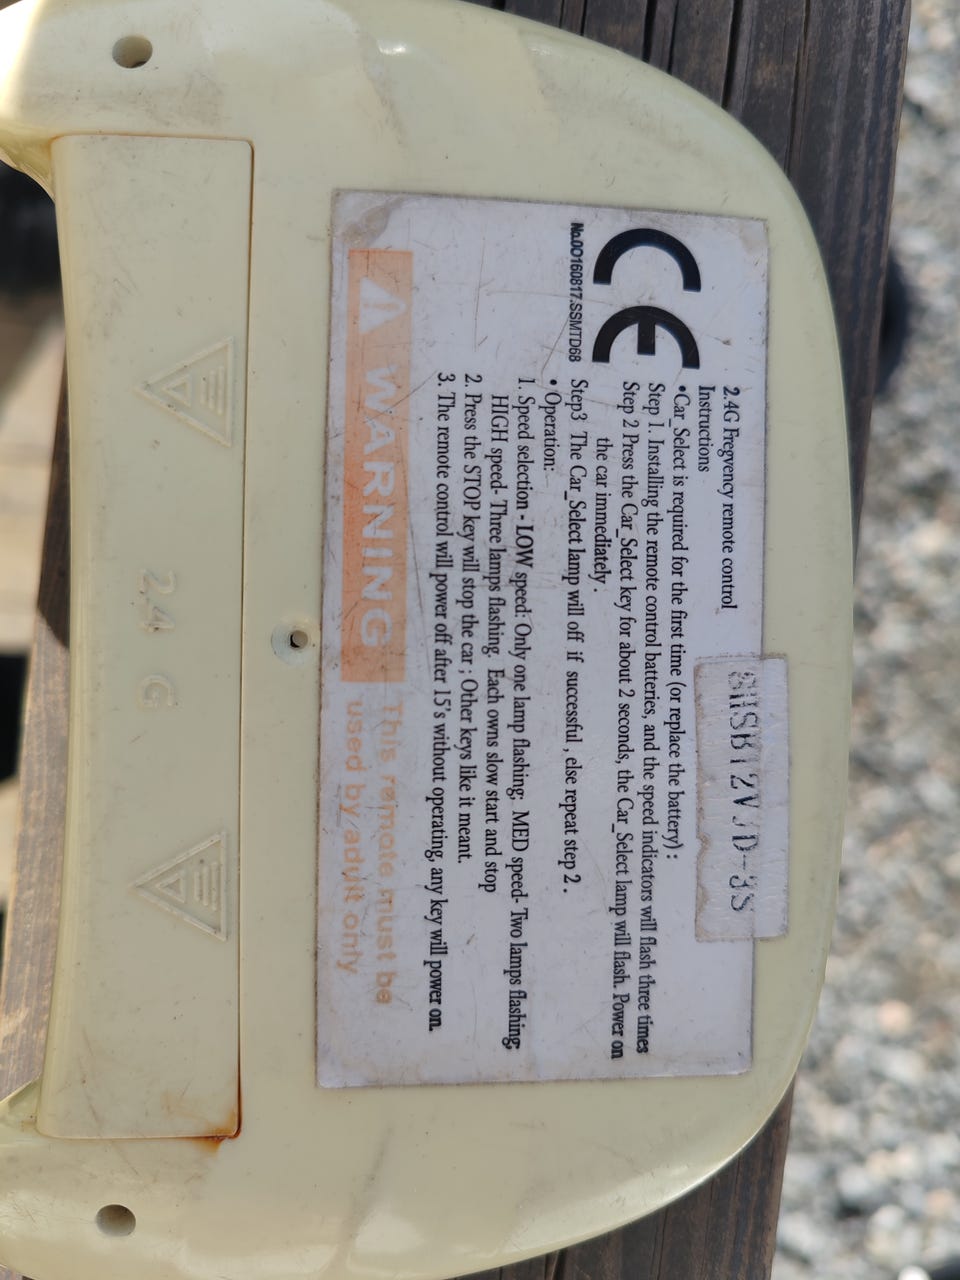 2.4G Freqvency remote control
Instructions
•Car_Select is required for the first time (or replace the battery) :
Step 1. Installing the remote control batteries, and the speed indicators will flash three times
Step 2 Press the Car_Select key for about 2 seconds, the Car_Select lamp will flash. Power on
the car immediately .
Step3 The Car_Select lamp will off if successful , else repeat step 2 .
• Operation:
1. Speed selection - LOW speed: Only one lamp flashing; MED speed- Two lamps flashing;
HIGH speed- Three lamps flashing. Each owns slow start and stop
2. Press the STOP key will stop the car ; Other keys like it meant.
3. The remote control will power off after 15's without operating, any key will power on.
CE
No.0O160817.SSMTD68
WARNING
This remote must be
used by adult only
2.4 G